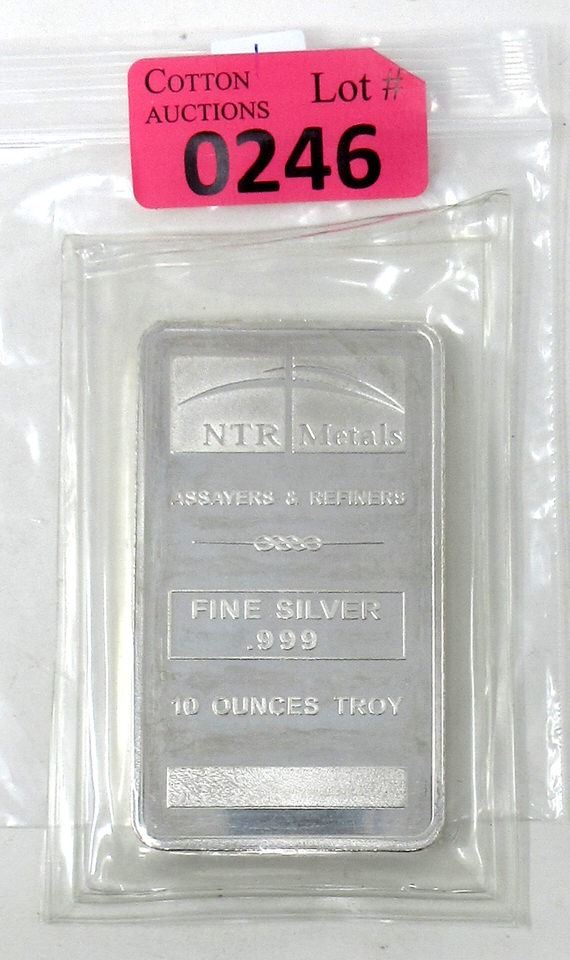 COTTON Lot #
AUCTIONS
0246
NTR Metals
ASSAYERS & REFINERS
FINE SILVER
.999
10 OUNCES TROY